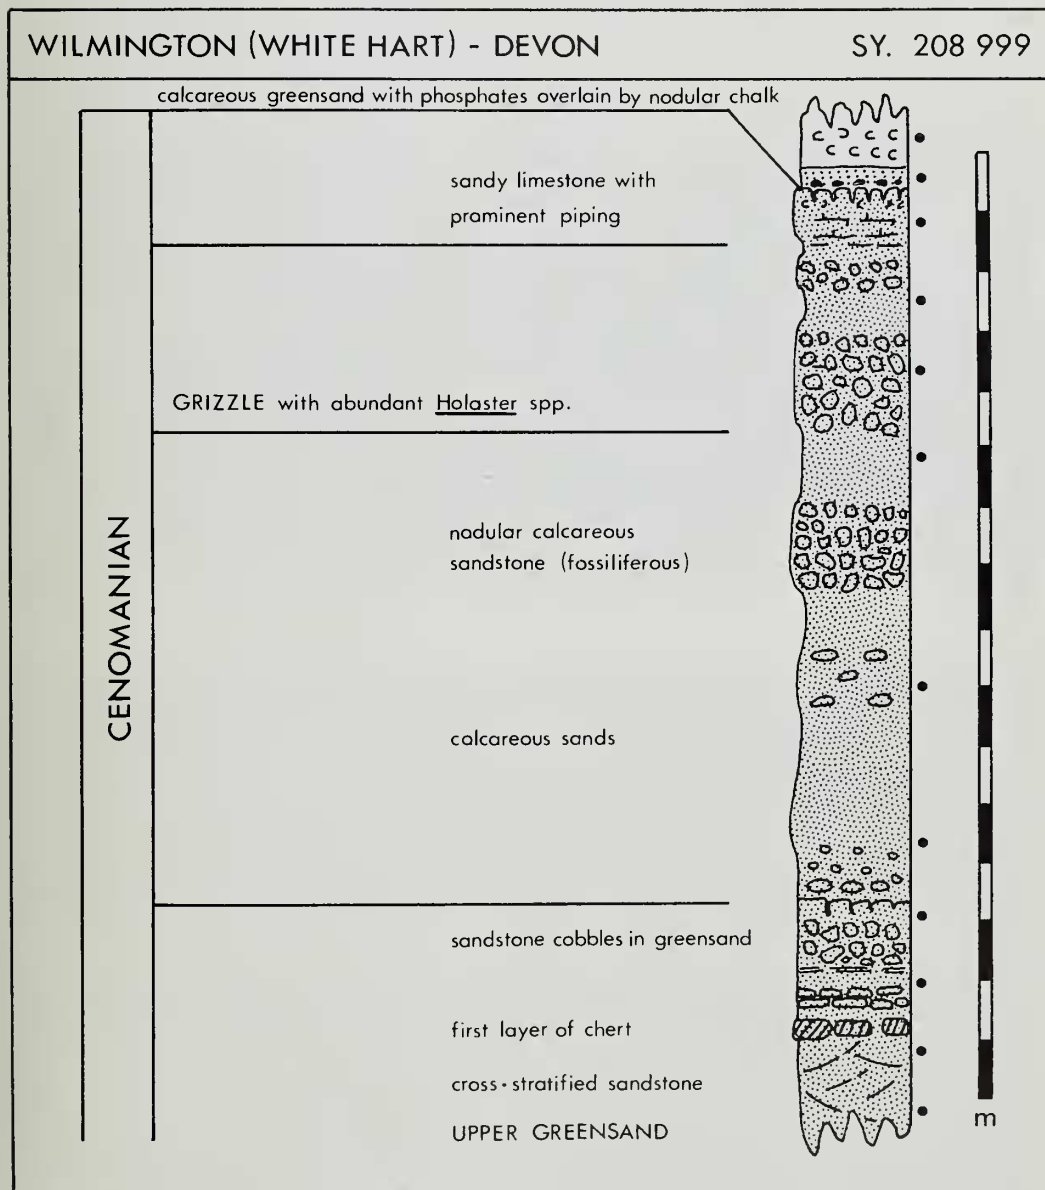 WILMINGTON (WHITE HART) - DEVON SY. 208 999
calcareous greensand with phosphates overlain by nodular chalk
sandy limestone with
prominent piping
GRIZZLE with abundant Holaster spp.
nodular calcareous
sandstone (fossiliferous)
CENOMANIAN
calcareous sands
sandstone cobbles in greensand
first layer of chert
cross-stratified sandstone
UPPER GREENSAND
m